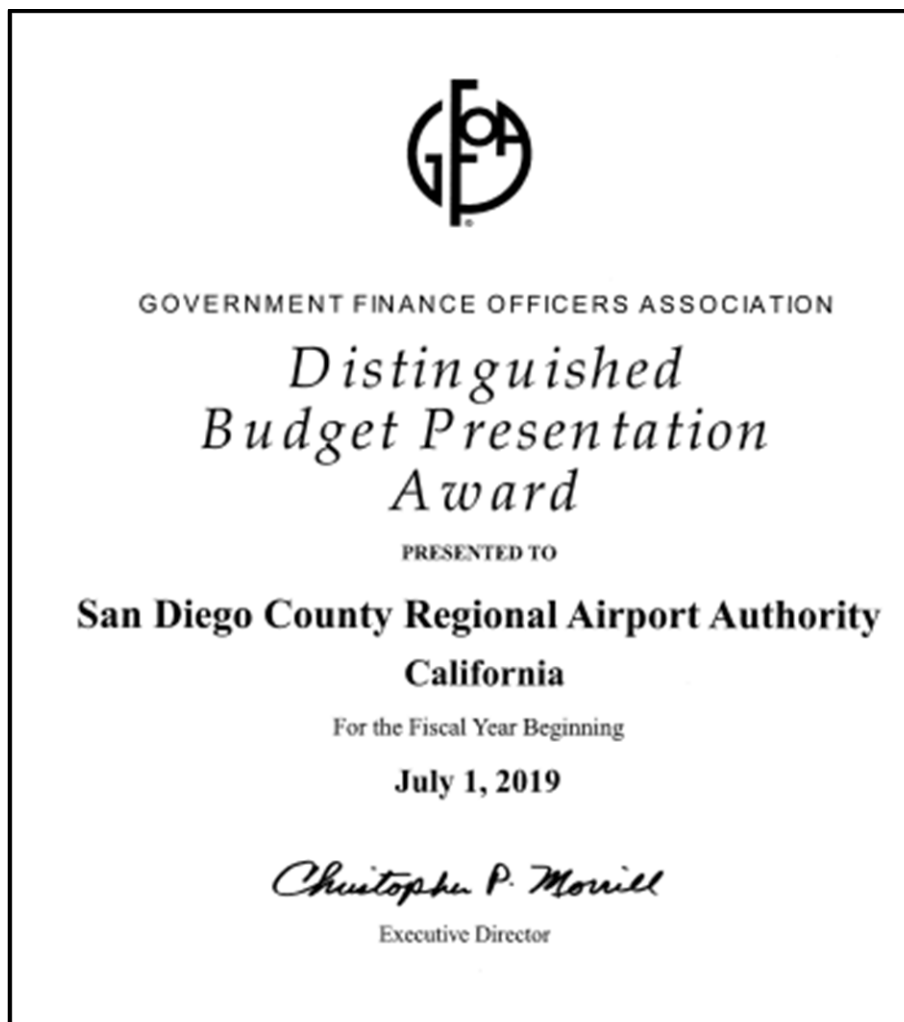 GFOA
®
GOVERNMENT FINANCE OFFICERS ASSOCIATION
Distinguished
Budget Presentation
Award
PRESENTED TO
San Diego County Regional Airport Authority
California
For the Fiscal Year Beginning
July 1, 2019
Christopher P. Morrill
Executive Director